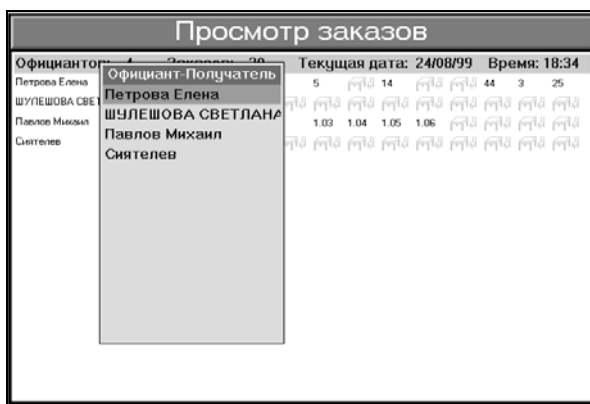 Просмотр заказов
Официантов: 4 Заказов: 20 Текущая дата: 24/08/99 Время: 18:34
Официант-Получатель
Петрова Елена 5 14 44 3 25
Петрова Елена
ШУЛЕШОВА СВЕТ
ШУЛЕШОВА СВЕТЛАНА
Павлов Михаил 1.03 1.04 1.05 1.06
Павлов Михаил
Сиятелев
Сиятелев